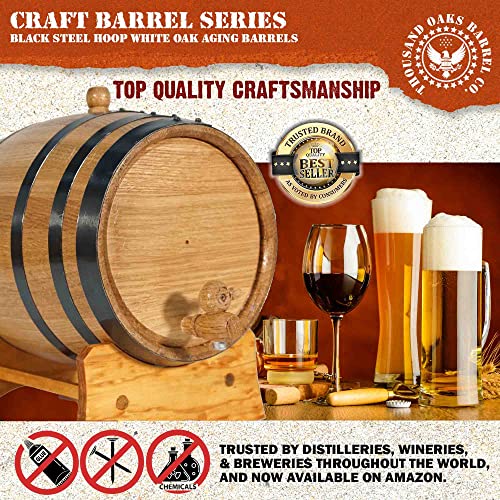 CRAFT BARREL SERIES
BLACK STEEL HOOP WHITE OAK AGING BARRELS
THOUSAND OAKS BARREL CO
TOP QUALITY CRAFTSMANSHIP
TRUSTED BRAND
TOP
QUALITY
BEST
SELLER
AS VOTED BY CONSUMERS
GLUE
CHEMICALS
TRUSTED BY DISTILLERIES, WINERIES,
& BREWERIES THROUGHOUT THE WORLD,
AND NOW AVAILABLE ON AMAZON.